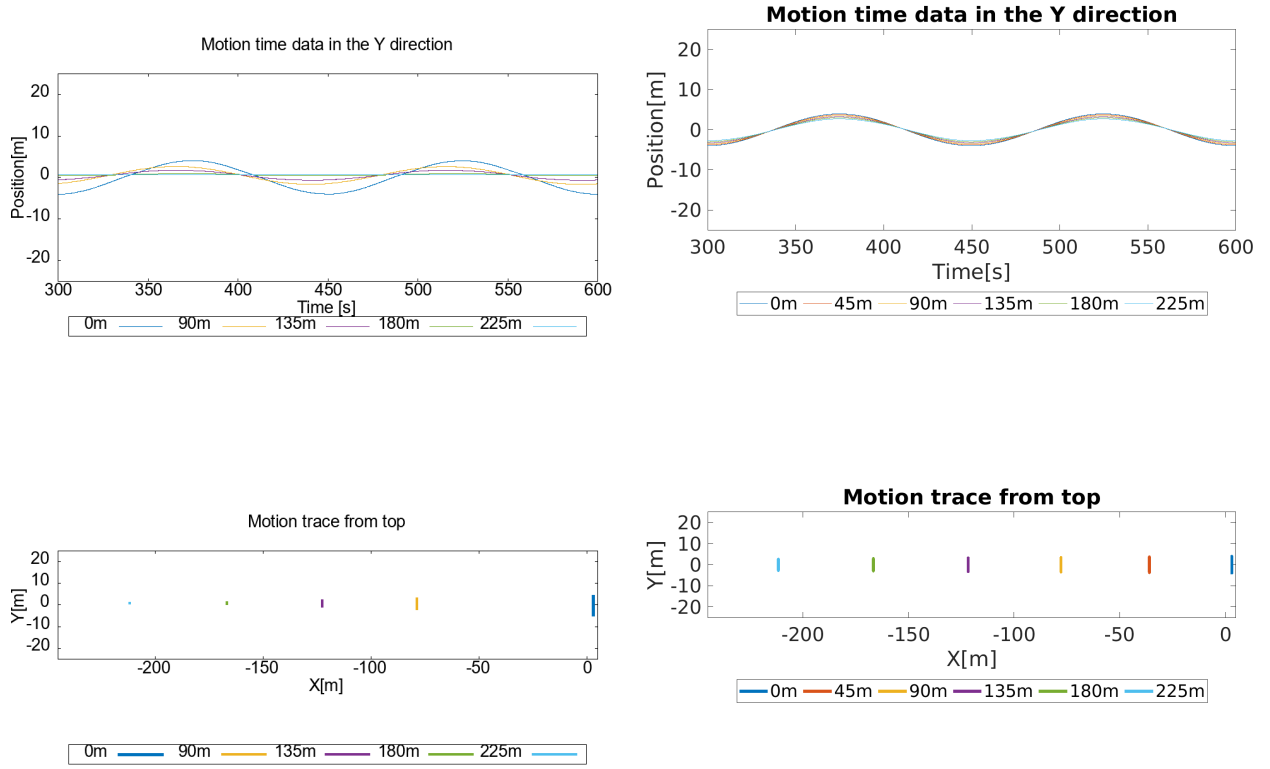 Motion time data in the Y direction
20
10
0
-10
-20
Position[m]
300 350 400 450 500 550 600
Time [s]
0m 90m 135m 180m 225m
Motion time data in the Y direction
20
10
0
-10
-20
Position[m]
300 350 400 450 500 550 600
Time[s]
0m 45m 90m 135m 180m 225m
Motion trace from top
20
10
0
-10
-20
Y[m]
-200 -150 -100 -50 0
X[m]
0m 90m 135m 180m 225m
Motion trace from top
20
10
0
-10
-20
Y[m]
-200 -150 -100 -50 0
X[m]
0m 45m 90m 135m 180m 225m